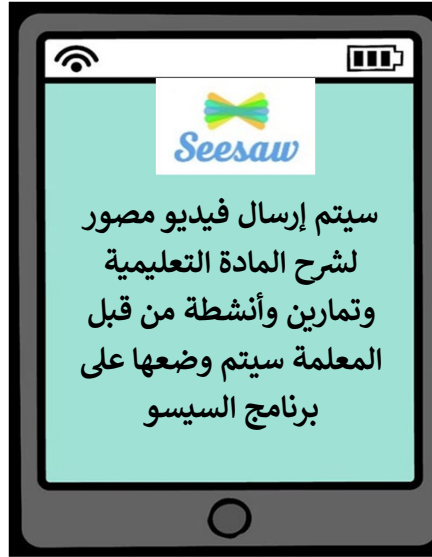 Seesaw
سيتم إرسال فيديو مصور
لشرح المادة التعليمية
وتمارين وأنشطة من قبل
المعلمة سيتم وضعها على
برنامج السيسو